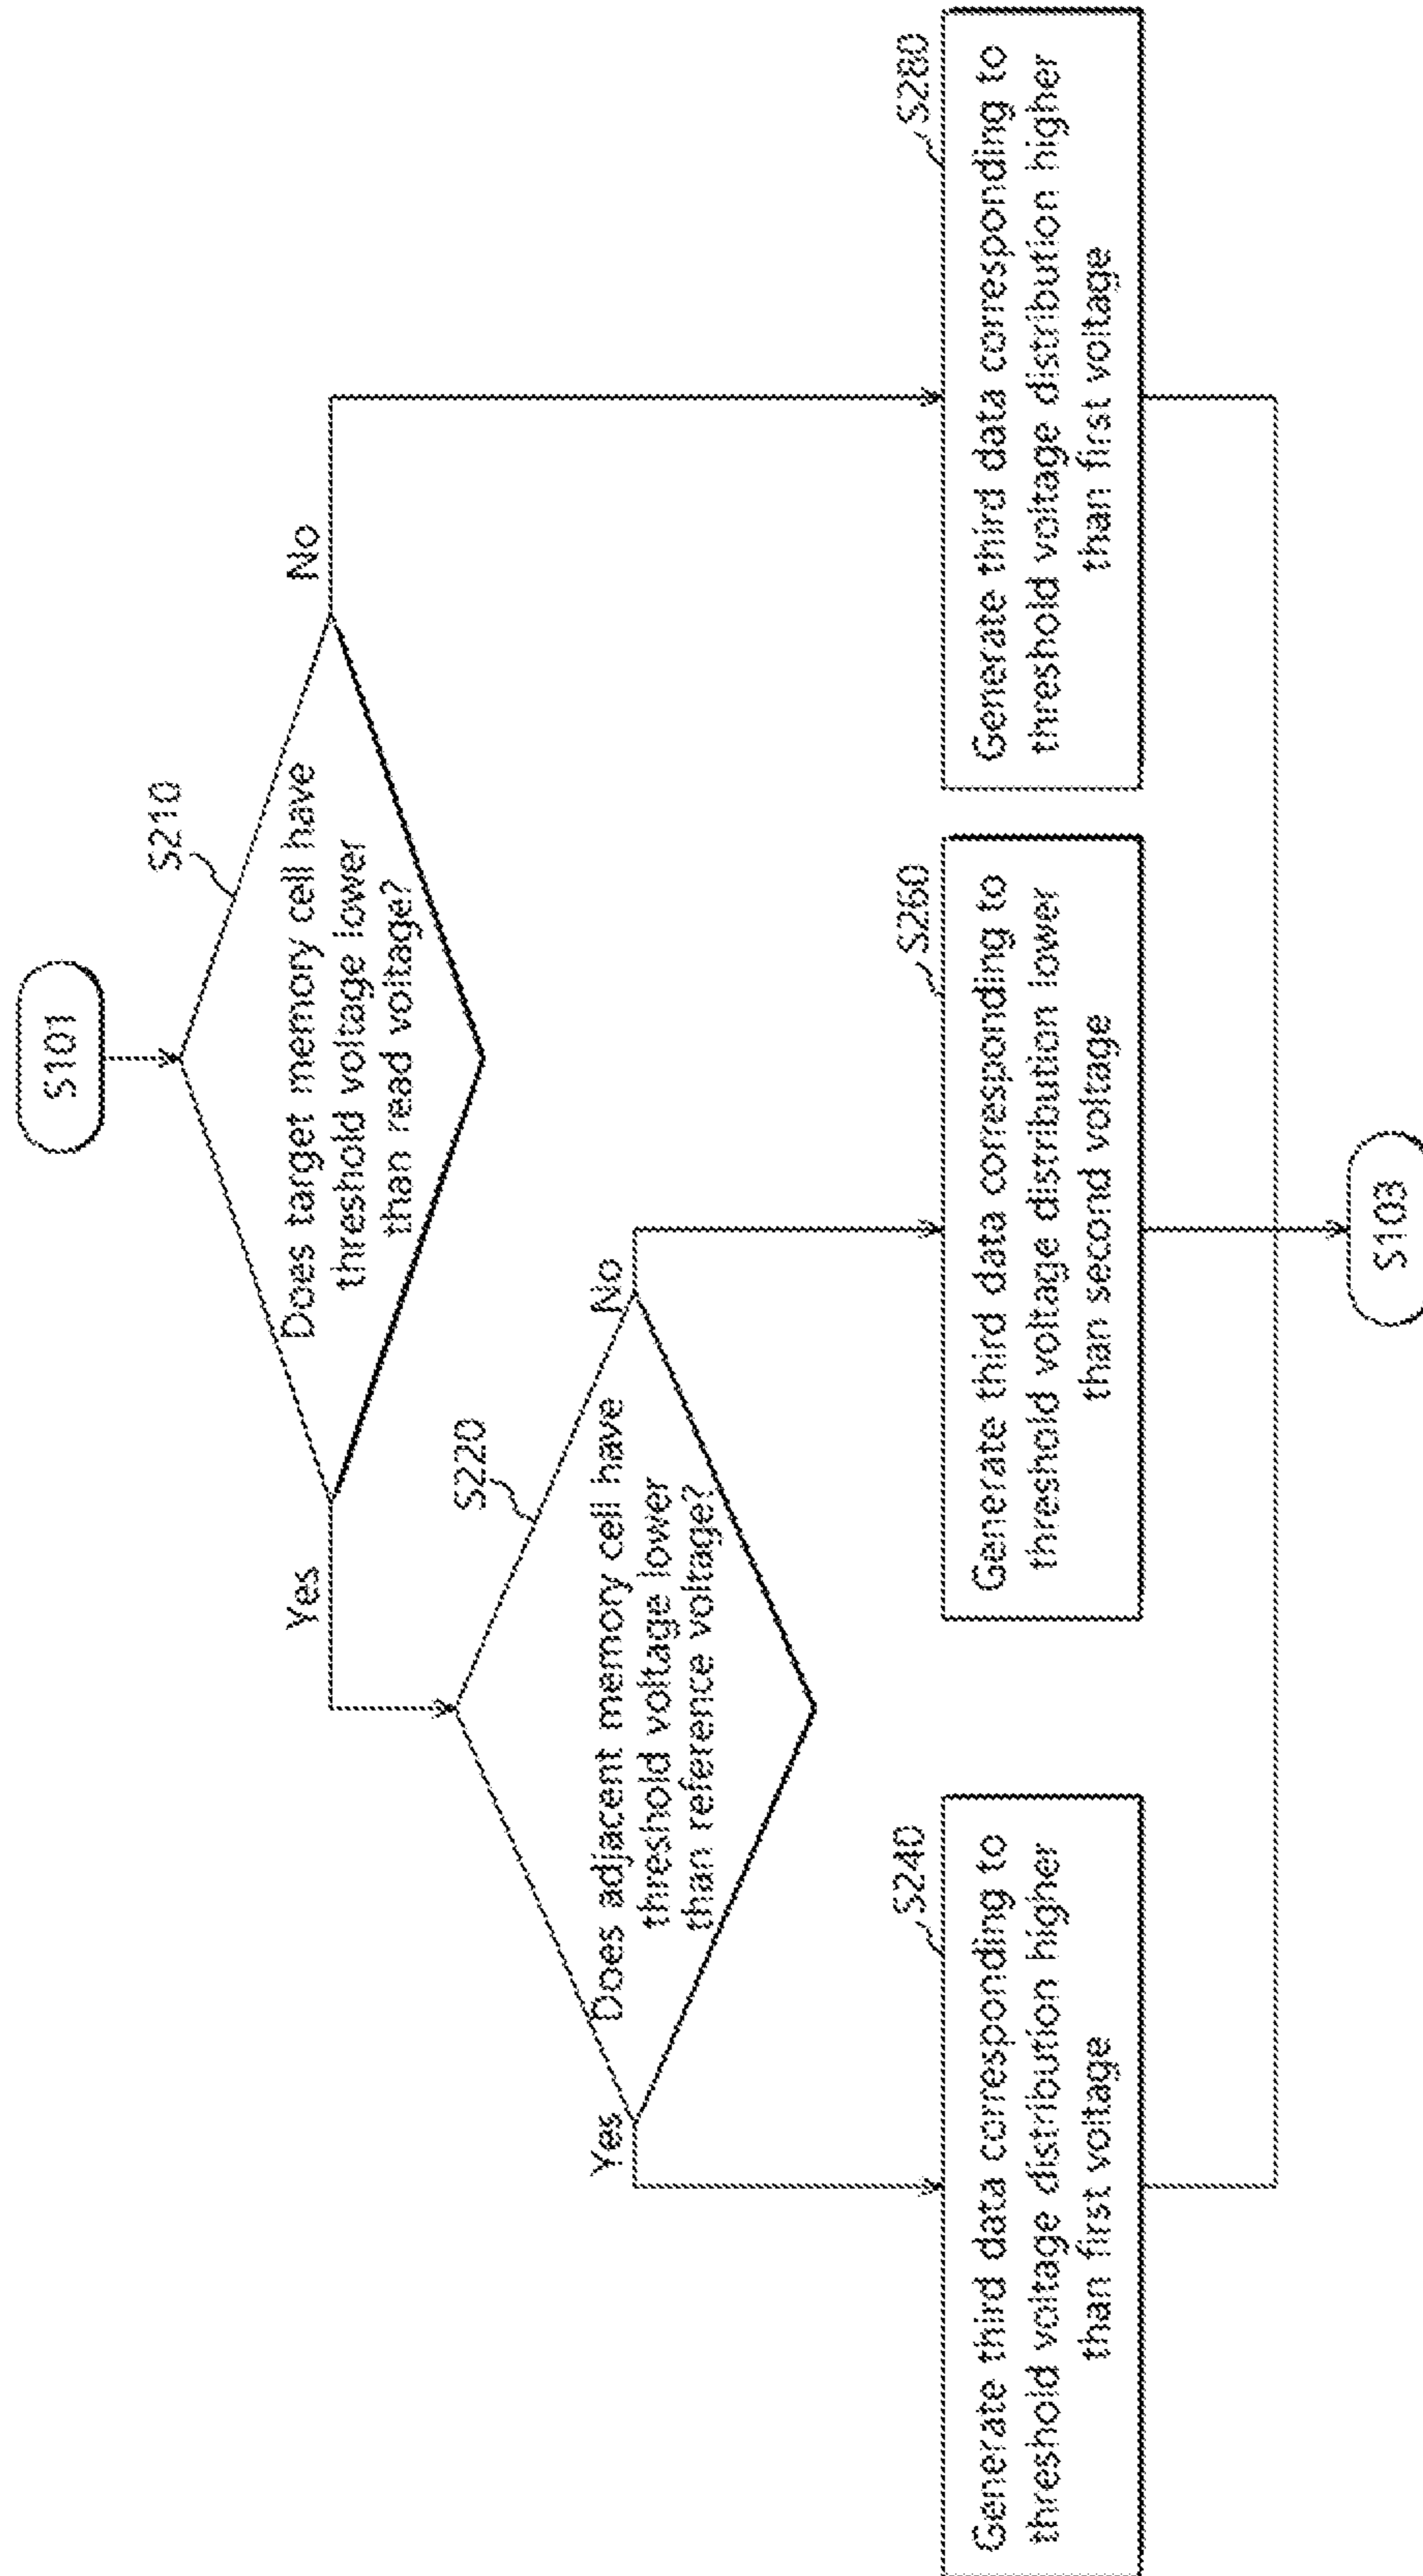 S101
S210
Does target memory cell have
threshold voltage lower
than read voltage?
Yes
No
S220
Does adjacent memory cell have
threshold voltage lower
than reference voltage?
Yes
No
S240
Generate third data corresponding to
threshold voltage distribution higher
than first voltage
S260
Generate third data corresponding to
threshold voltage distribution lower
than second voltage
S280
Generate third data corresponding to
threshold voltage distribution higher
than first voltage
S103